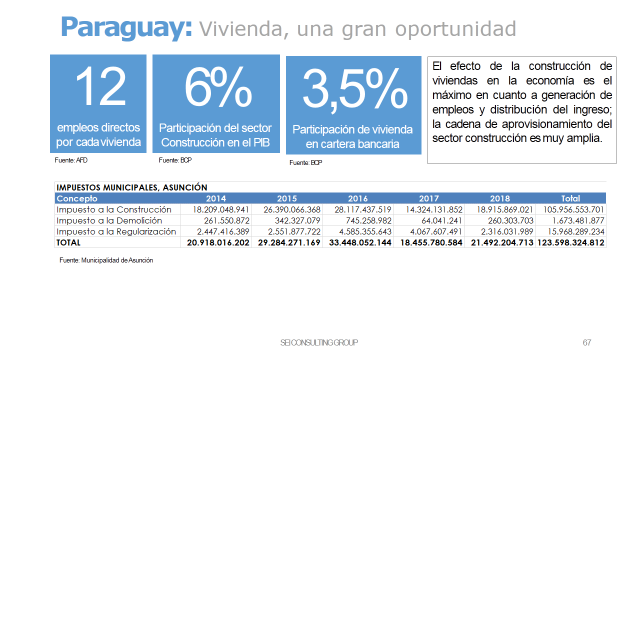 Paraguay: Vivienda, una gran oportunidad
12
empleos directos
por cada vivienda
Fuente: AFD
6%
Participación del sector
Construcción en el PIB
Fuente: BCP
3,5%
Participación de vivienda
en cartera bancaria
Fuente: BCP
El efecto de la construcción de
viviendas en la economía es el
máximo en cuanto a generación de
empleos y distribución del ingreso;
la cadena de aprovisionamiento del
sector construcción es muy amplia.
IMPUESTOS MUNICIPALES, ASUNCIÓN
Concepto 2014 2015 2016 2017 2018 Total
Impuesto a la Construcción 18.209.048.941 26.390.066.368 28.117.437.519 14.324.131.852 18.915.869.021 105.956.553.701
Impuesto a la Demolición 261.550.872 342.327.079 745.258.982 64.041.241 260.303.703 1.673.481.877
Impuesto a la Regularización 2.447.416.389 2.551.877.722 4.585.355.643 4.067.607.491 2.316.031.989 15.968.289.234
TOTAL 20.918.016.202 29.284.271.169 33.448.052.144 18.455.780.584 21.492.204.713 123.598.324.812
Fuente: Municipalidad de Asunción
SEI CONSULTING GROUP 67